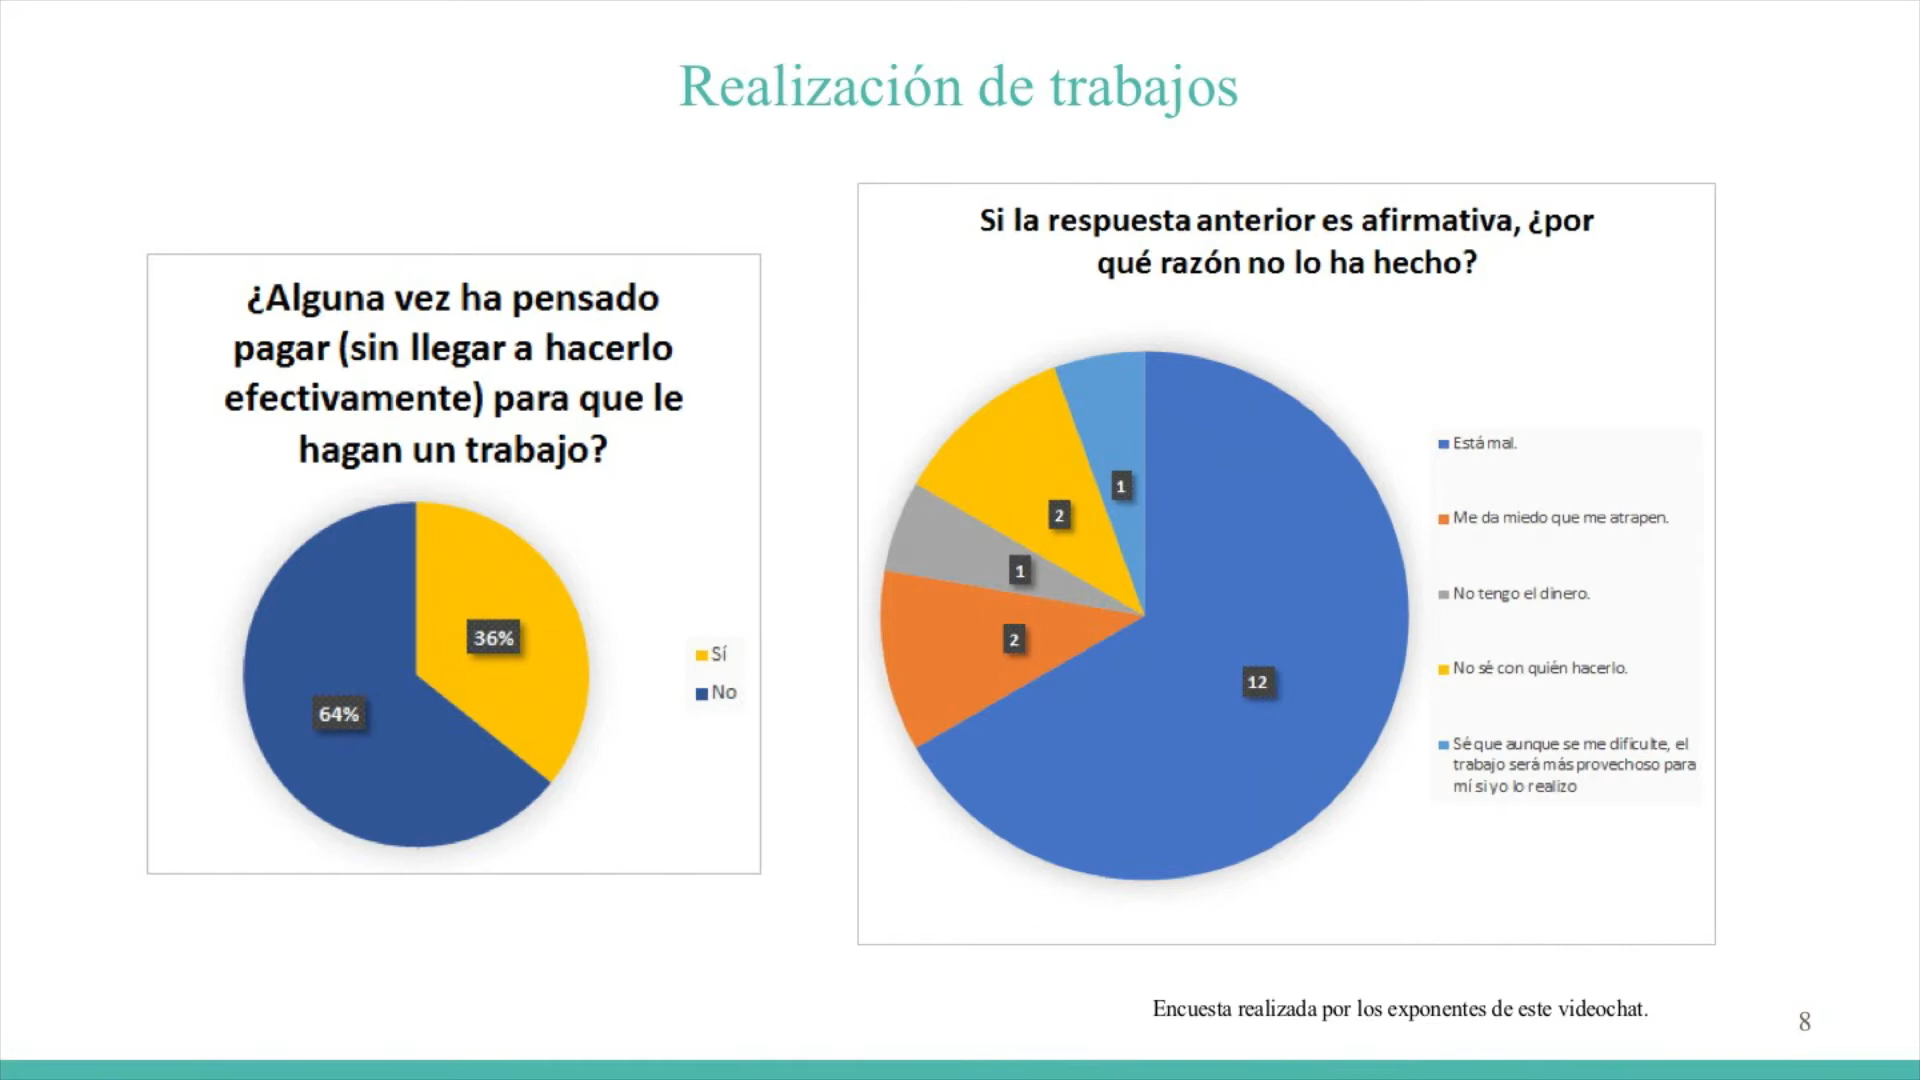 Realización de trabajos
¿Alguna vez ha pensado
pagar (sin llegar a hacerlo
efectivamente) para que le
hagan un trabajo?
36%
64%
Sí
No
Si la respuesta anterior es afirmativa, ¿por
qué razón no lo ha hecho?
1
2
1
2
12
Está mal.
Me da miedo que me atrapen.
No tengo el dinero.
No sé con quién hacerlo.
Sé que aunque se me dificulte, el
trabajo será más provechoso para
mí si yo lo realizo
Encuesta realizada por los exponentes de este videochat.
8